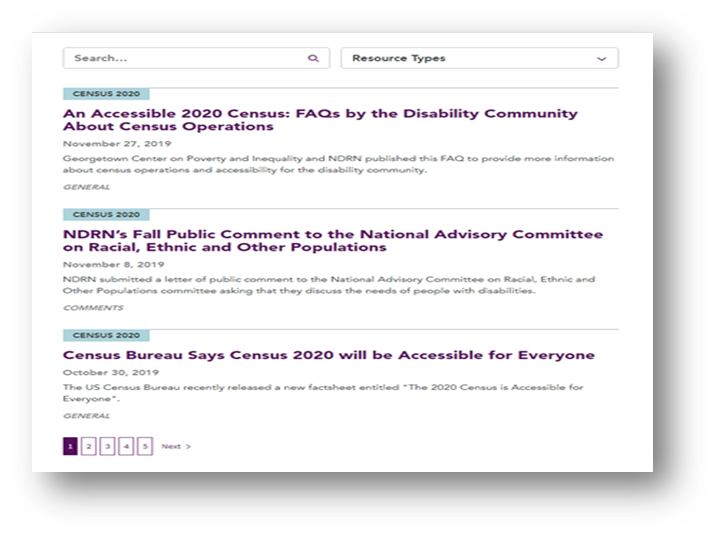 Search...
Resource Types
CENSUS 2020
An Accessible 2020 Census: FAQs by the Disability Community
About Census Operations
November 27, 2019
Georgetown Center on Poverty and Inequality and NDRN published this FAQ to provide more information
about census operations and accessibility for the disability community.
GENERAL
CENSUS 2020
NDRN's Fall Public Comment to the National Advisory Committee
on Racial, Ethnic and Other Populations
November 8, 2019
NDRN submitted a letter of public comment to the National Advisory Committee on Racial, Ethnic and
Other Populations committee asking that they discuss the needs of people with disabilities.
COMMENTS
CENSUS 2020
Census Bureau Says Census 2020 will be Accessible for Everyone
October 30, 2019
The US Census Bureau recently released a new factsheet entitled "The 2020 Census is Accessible for
Everyone".
GENERAL
1 2 3 4 5 Next >